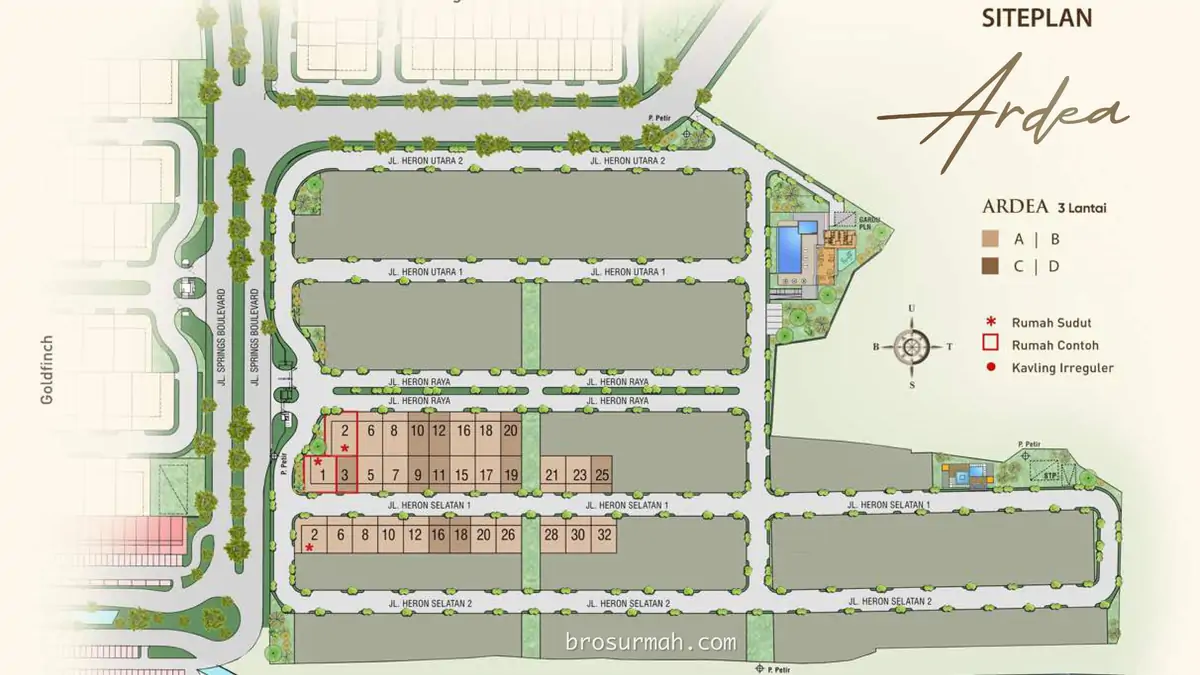 SITEPLAN
Ardea
ARDEA 3 Lantai
A | B
C | D
* Rumah Sudut
Rumah Contoh
Kavling Irreguler
U
B T
S
P. Petir
JL. HERON UTARA 2 JL. HERON UTARA 2
GARDU
PLN
JL. HERON UTARA 1 JL. HERON UTARA 1
Goldfinch
JL. SPRINGS BOULEVARD
JL. SPRINGS BOULEVARD
JL. HERON RAYA JL. HERON RAYA
JL. HERON RAYA JL. HERON RAYA
2 6 8 10 12 16 18 20
* 
P. Petir
*
1 3 5 7 9 11 15 17 19 21 23 25
P. Petir
STP
JL. HERON SELATAN 1 JL. HERON SELATAN 1 JL. HERON SELATAN 1
2 6 8 10 12 16 18 20 26 28 30 32
*
JL. HERON SELATAN 2 JL. HERON SELATAN 2 JL. HERON SELATAN 2
brosurmah.com
P. Petir